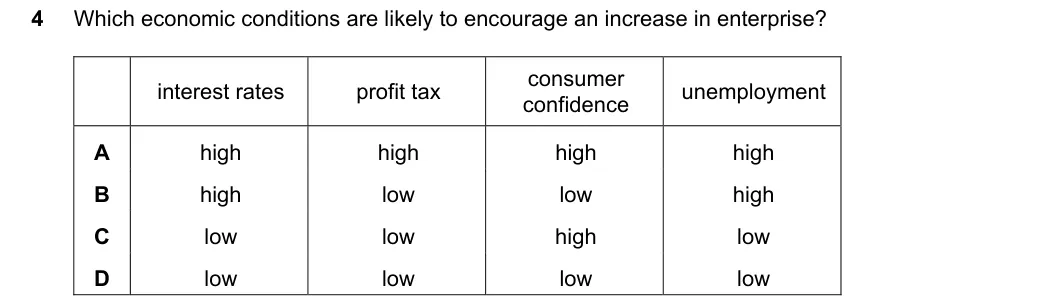 4 Which economic conditions are likely to encourage an increase in enterprise?
interest rates profit tax consumer confidence unemployment
A high high high high
B high low low high
C low low high low
D low low low low